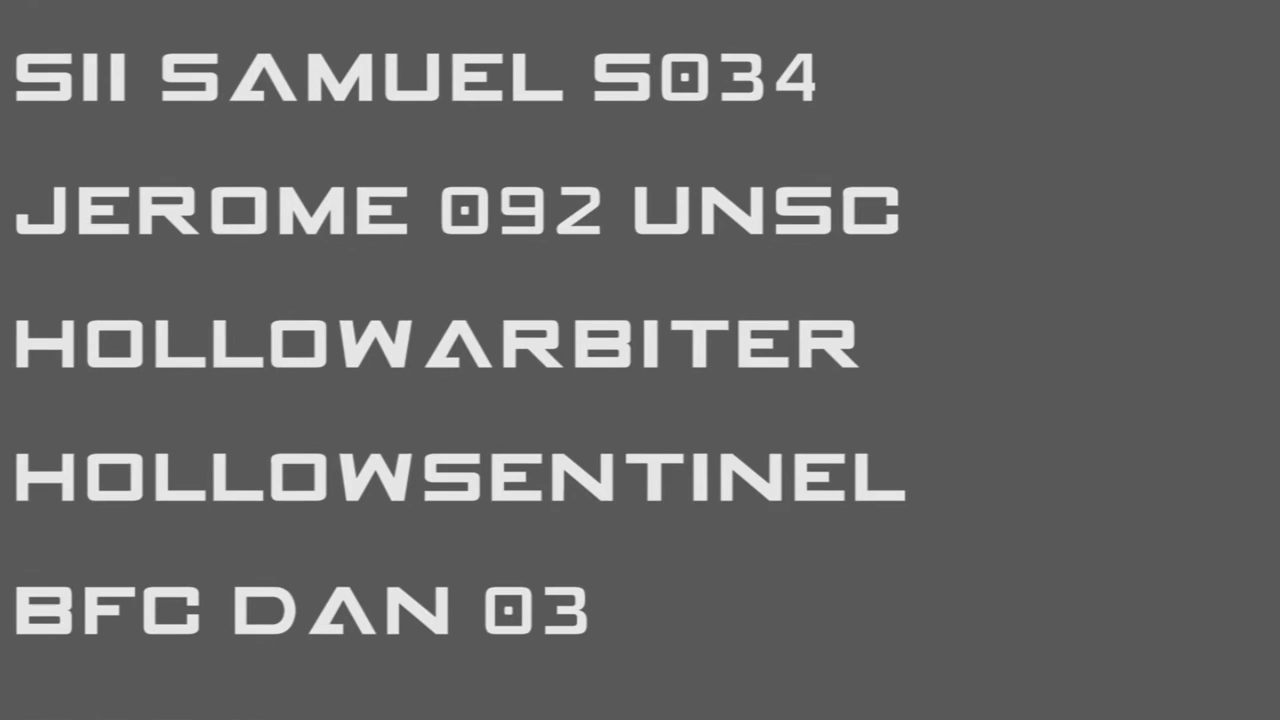 SII SAMUEL S034
JEROME 092 UNSC
HOLLOWARBITER
HOLLOWSENTINEL
BFC DAN 03